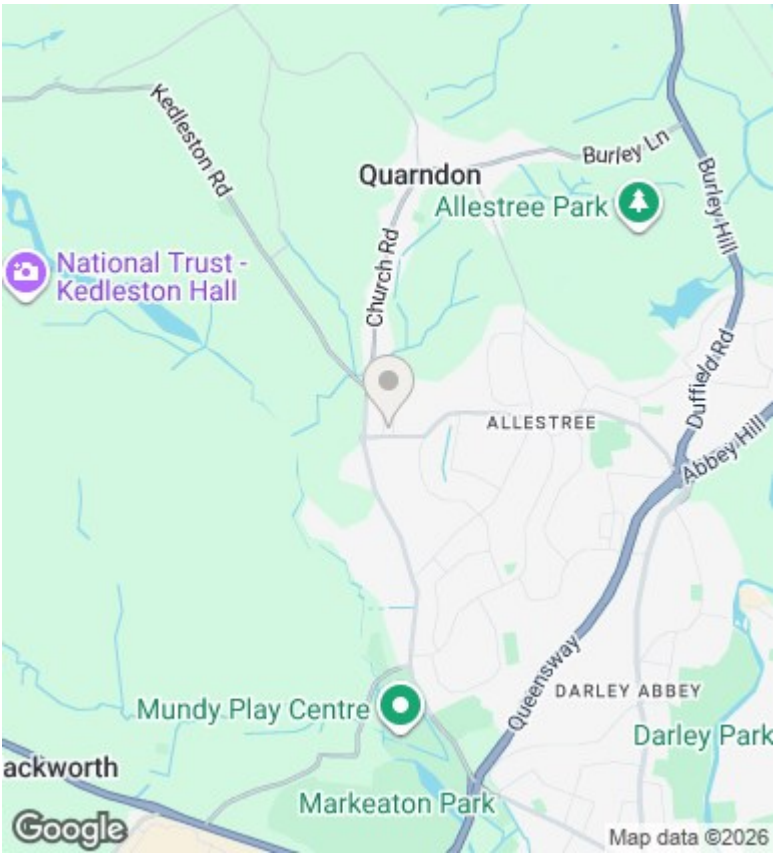 Kedleston Rd
Burley Ln
Quarndon
Burley Hill
Allestree Park
National Trust -
Kedleston Hall
Church Rd
Duffield Rd
ALLESTREE
Abbey Hill
Queensway
DARLEY ABBEY
Mundy Play Centre
Darley Park
ackworth
Markeaton Park
Google
Map data ©2026